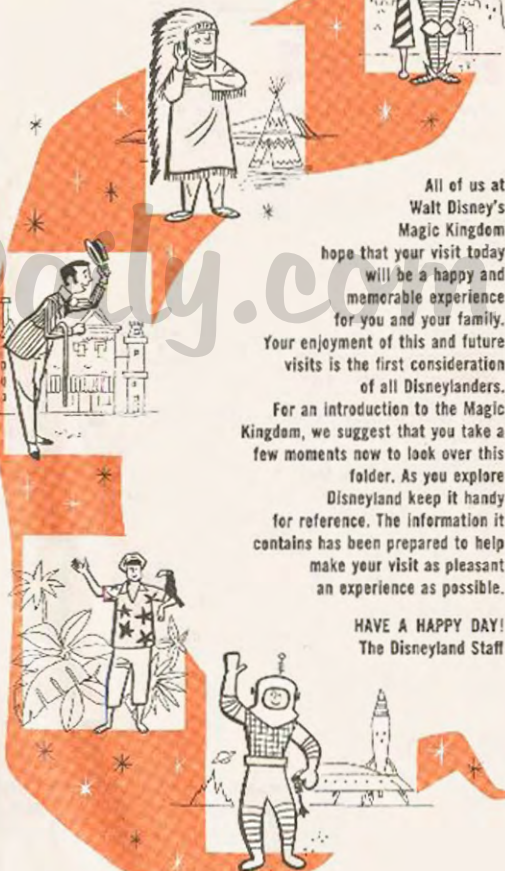 All of us at
Walt Disney's
Magic Kingdom
hope that your visit today
will be a happy and
memorable experience
for you and your family.
Your enjoyment of this and future
visits is the first consideration
of all Disneylanders.
For an introduction to the Magic
Kingdom, we suggest that you take a
few moments now to look over this
folder. As you explore
Disneyland keep it handy
for reference. The information it
contains has been prepared to help
make your visit as pleasant
an experience as possible.
HAVE A HAPPY DAY!
The Disneyland Staff
aily.com